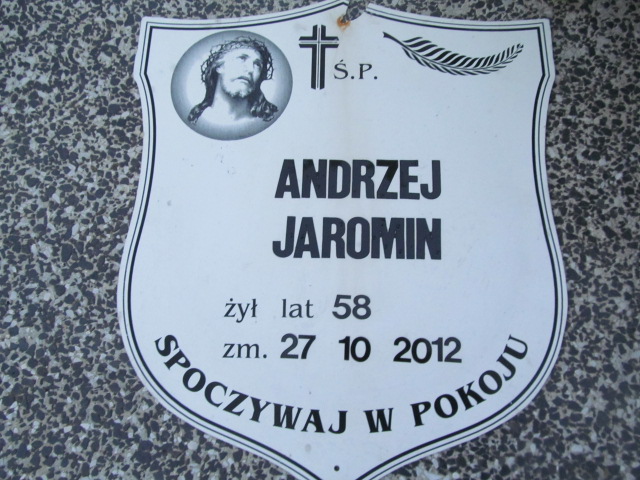 Ś.P.
ANDRZEJ
JAROMIN
żył lat 58
zm. 27 10 2012
SPOCZYWAJ W POKOJU